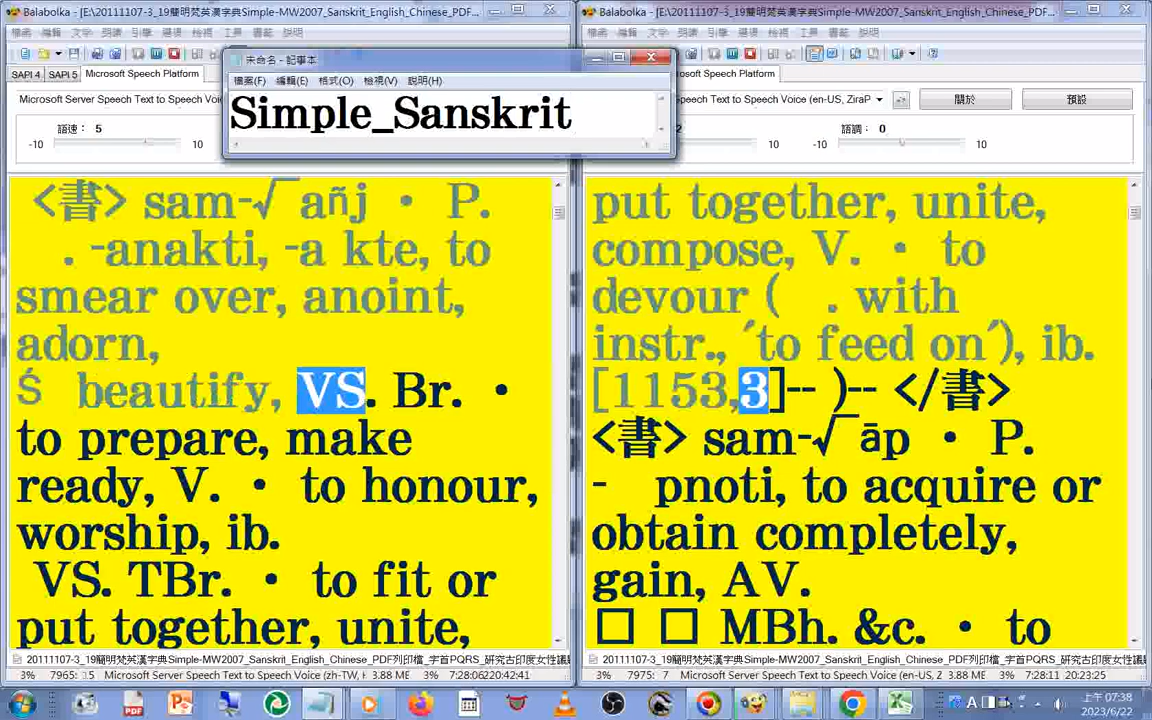 Balabolka - [E:\20111107-3_19簡明梵英漢字典Simple-MW2007_Sanskrit_English_Chinese_PDF...
Balabolka - [E:\20111107-3_19簡明梵英漢字典Simple-MW2007_Sanskrit_English_Chinese_PDF...
未命名 - 記事本
檔案(F) 編輯(E) 格式(O) 檢視(V) 說明(H)
Simple_Sanskrit
SAPI 4 SAPI 5 Microsoft Speech Platform
osoft Speech Platform
Microsoft Server Speech Text to Speech Voi
Speech Text to Speech Voice (en-US, ZiraP
關於 預設
語速： 5
-10 10
2 語調： 0
10 -10 10
<書> sam-√ añj • P.
. -anakti, -a kte, to
smear over, anoint,
adorn,
Ś beautify, VS. Br. •
to prepare, make
ready, V. • to honour,
worship, ib.
VS. TBr. • to fit or
put together, unite,
put together, unite,
compose, V. • to
devour ( . with
instr., ´to feed on´), ib.
[1153,3]-- )-- </書>
<書> sam-√ āp • P.
- pnoti, to acquire or
obtain completely,
gain, AV.
□ □ MBh. &c. • to
20111107-3_19簡明梵英漢字典Simple-MW2007_Sanskrit_English_Chinese_PDF列印檔_字首PQRS_研究古印度女性議
20111107-3_19簡明梵英漢字典Simple-MW2007_Sanskrit_English_Chinese_PDF列印檔_字首PQRS_研究古印度女性議
3% 7965: 15 Microsoft Server Speech Text to Speech Voice (zh-TW, H 3.88 ME 3% 7:28:06 20:42:41
3% 7975: 7 Microsoft Server Speech Text to Speech Voice (en-US, Z 3.88 ME 3% 7:28:11 20:23:25
上午 07:38
2023/6/22